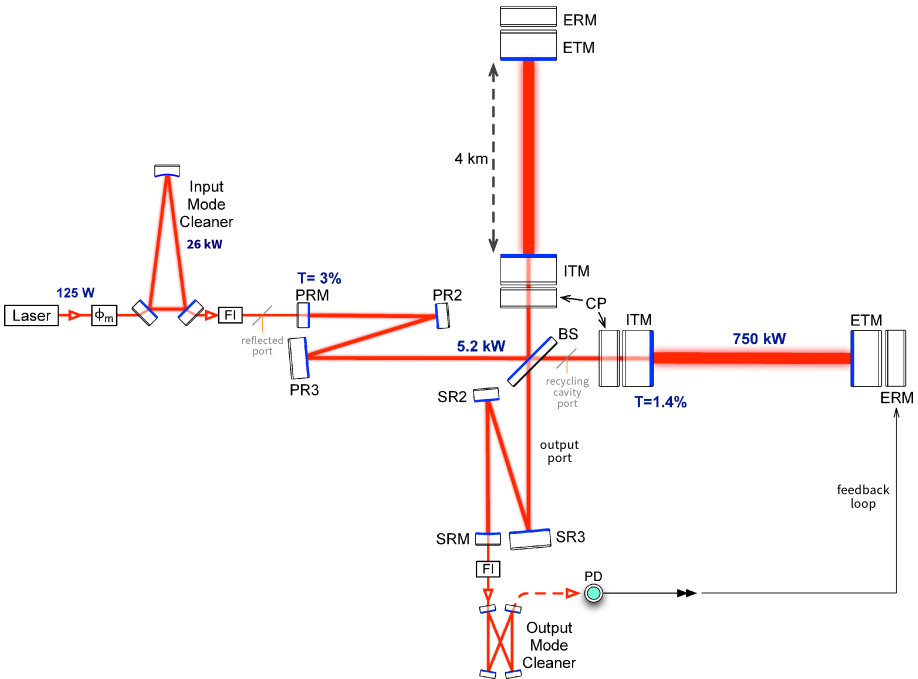 ERM
ETM
4 km
Input
Mode
Cleaner
26 kW
ITM
T= 3%
PRM
PR2
CP
125 W
Laser
ϕm
FI
reflected
port
BS
ITM
ETM
5.2 kW
750 kW
PR3
recycling
cavity
port
SR2
T=1.4%
ERM
output
port
feedback
loop
SRM
SR3
FI
PD
Output
Mode
Cleaner